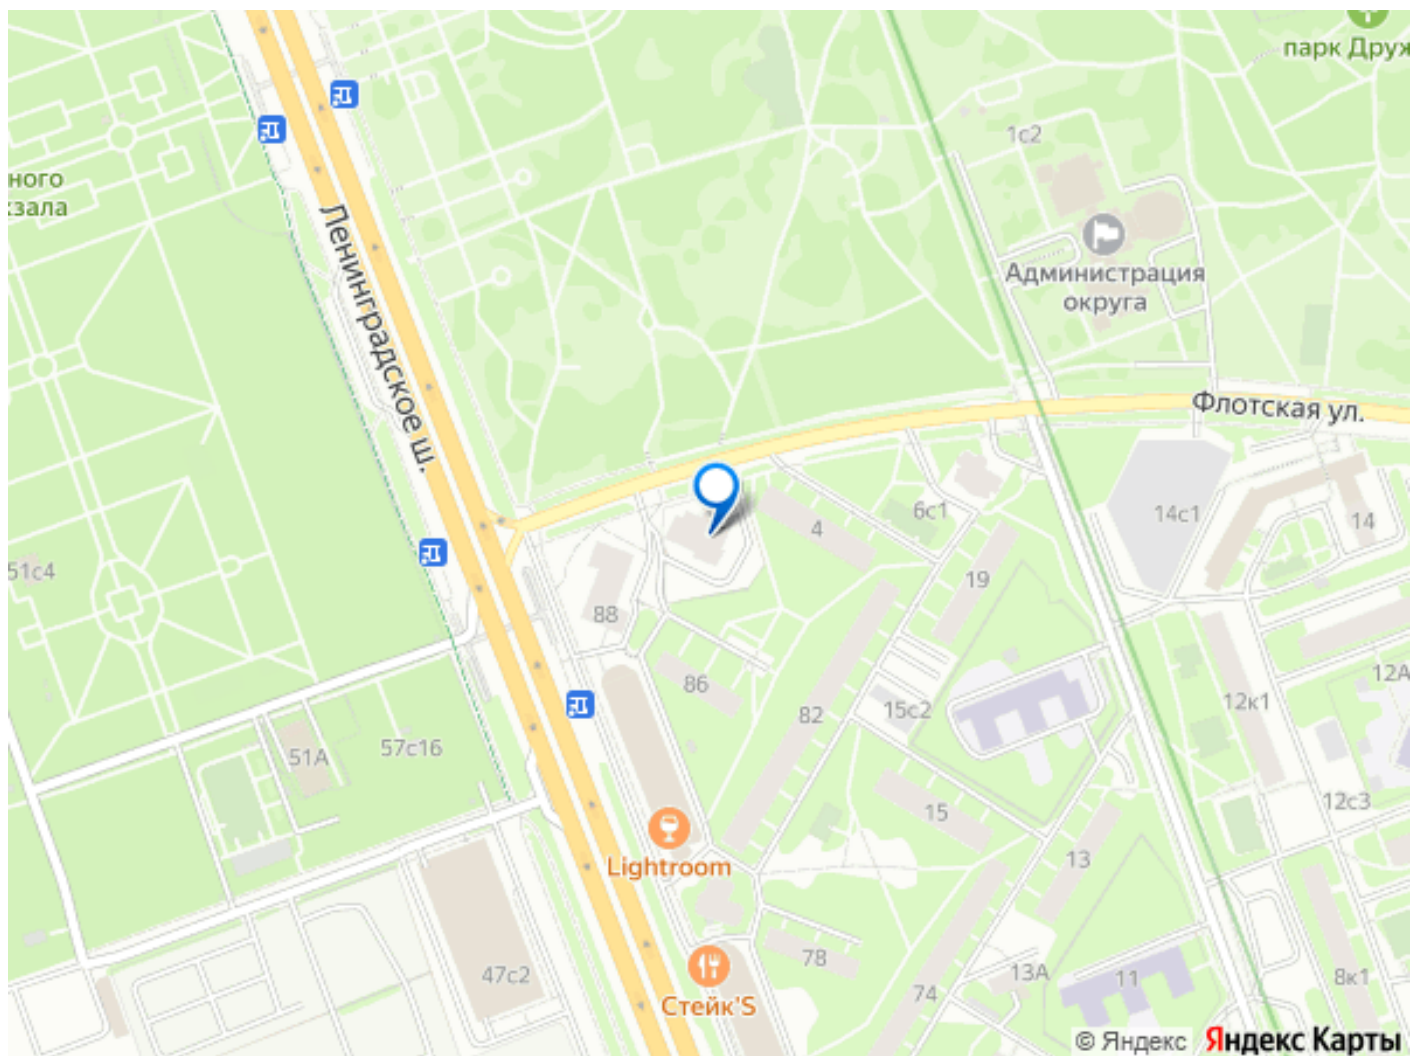 парк Друж
1с2
ного
кзала
Ленинградское ш.
Администрация
округа
Флотская ул.
6с1
14с1
14
4
51с4
19
88
86
12А
12к1
82
15с2
57с16
51А
12с3
15
13
Lightroom
78
13А
11
8к1
47с2
74
Стейк'S
© Яндекс Яндекс Карты